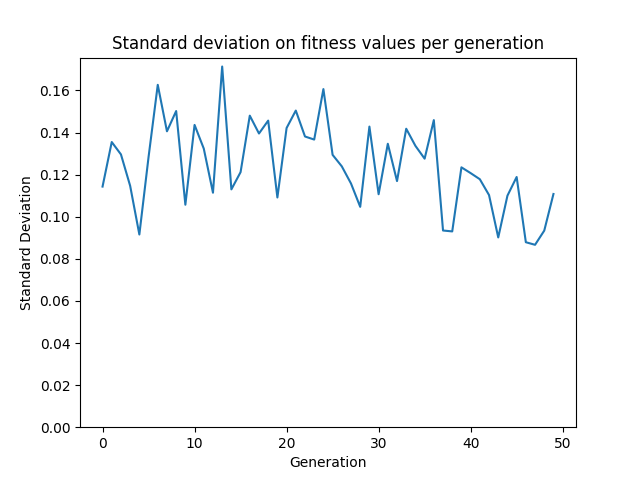 Standard deviation on fitness values per generation
0.16
0.14
0.12
0.10
0.08
0.06
0.04
0.02
0.00
Standard Deviation
0 10 20 30 40 50
Generation